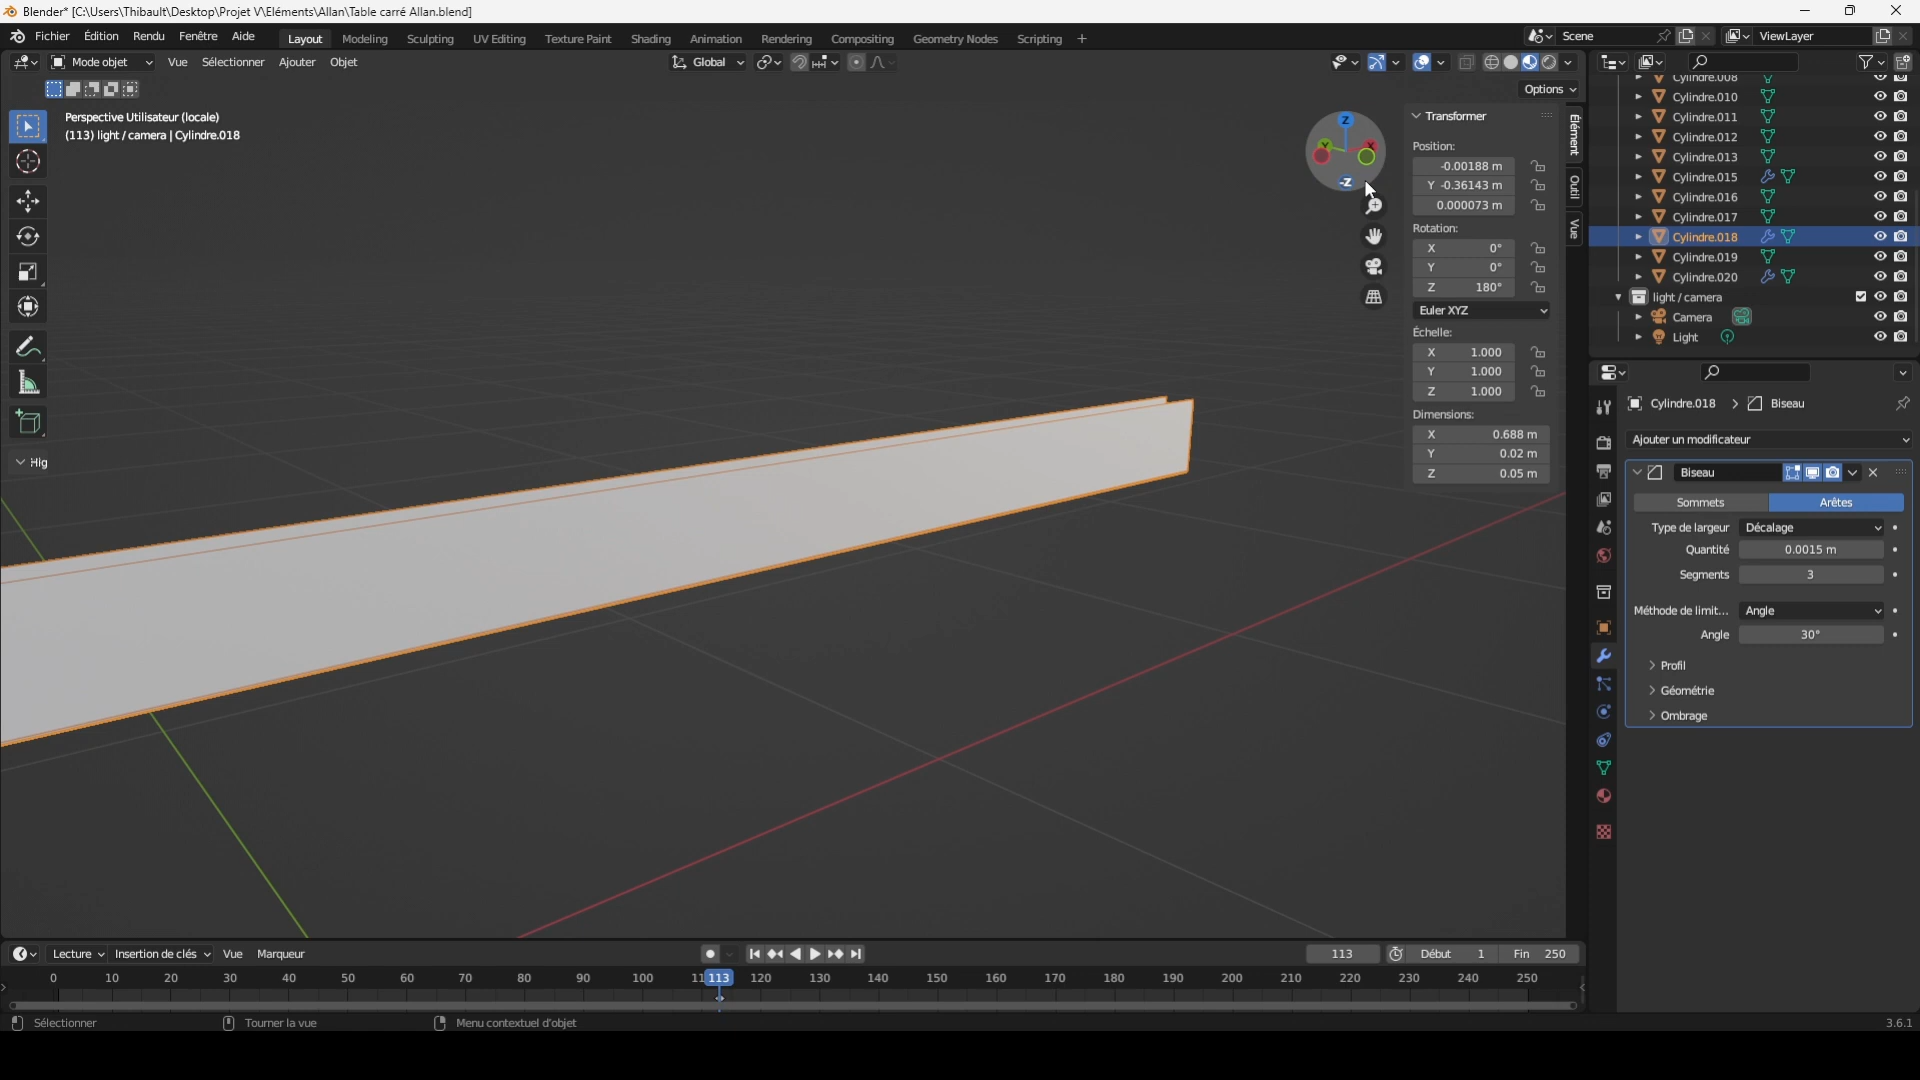 Blender* [C:\Users\Thibault\Desktop\Projet V\Eléments\Allan\Table carré Allan.blend]
Fichier Édition Rendu Fenêtre Aide Layout Modeling Sculpting UV Editing Texture Paint Shading Animation Rendering Compositing Geometry Nodes Scripting + Scene ViewLayer
Mode objet Vue Sélectionner Ajouter Objet Global
Options
Perspective Utilisateur (locale)
(113) light / camera | Cylindre.018
Hig
Z
Y
X
-Z
Transformer
Position:
-0.00188 m
Y -0.36143 m
0.000073 m
Rotation:
X 0°
Y 0°
Z 180°
Euler XYZ
Échelle:
X 1.000
Y 1.000
Z 1.000
Dimensions:
X 0.688 m
Y 0.02 m
Z 0.05 m
Élément
Outil
Vue
Cylindre.008
Cylindre.010
Cylindre.011
Cylindre.012
Cylindre.013
Cylindre.015
Cylindre.016
Cylindre.017
Cylindre.018
Cylindre.019
Cylindre.020
light / camera
Camera
Light
Cylindre.018 > Biseau
Ajouter un modificateur
Biseau
Sommets Arêtes
Type de largeur Décalage
Quantité 0.0015 m
Segments 3
Méthode de limit... Angle
Angle 30°
Profil
Géométrie
Ombrage
Lecture Insertion de clés Vue Marqueur 113 Début 1 Fin 250
0 10 20 30 40 50 60 70 80 90 100 11 113 120 130 140 150 160 170 180 190 200 210 220 230 240 250
Sélectionner Tourner la vue Menu contextuel d'objet 3.6.1